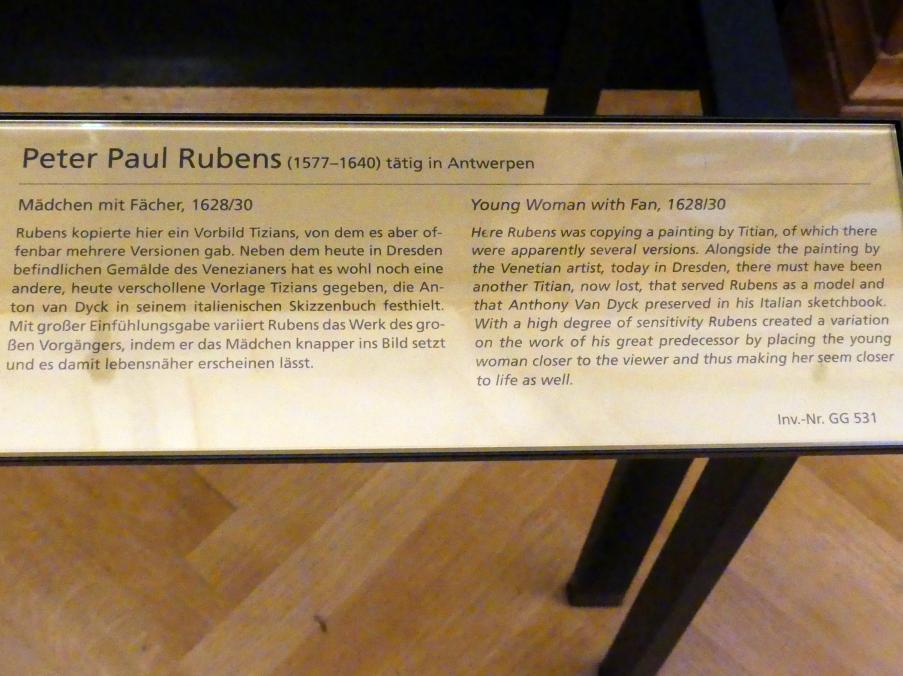 Peter Paul Rubens (1577–1640) tätig in Antwerpen
Mädchen mit Fächer, 1628/30
Rubens kopierte hier ein Vorbild Tizians, von dem es aber of-
fenbar mehrere Versionen gab. Neben dem heute in Dresden
befindlichen Gemälde des Venezianers hat es wohl noch eine
andere, heute verschollene Vorlage Tizians gegeben, die An-
ton van Dyck in seinem italienischen Skizzenbuch festhielt.
Mit großer Einfühlungsgabe variiert Rubens das Werk des gro-
ßen Vorgängers, indem er das Mädchen knapper ins Bild setzt
und es damit lebensnäher erscheinen lässt.
Young Woman with Fan, 1628/30
Here Rubens was copying a painting by Titian, of which there
were apparently several versions. Alongside the painting by
the Venetian artist, today in Dresden, there must have been
another Titian, now lost, that served Rubens as a model and
that Anthony Van Dyck preserved in his Italian sketchbook.
With a high degree of sensitivity Rubens created a variation
on the work of his great predecessor by placing the young
woman closer to the viewer and thus making her seem closer
to life as well.
Inv.-Nr. GG 531